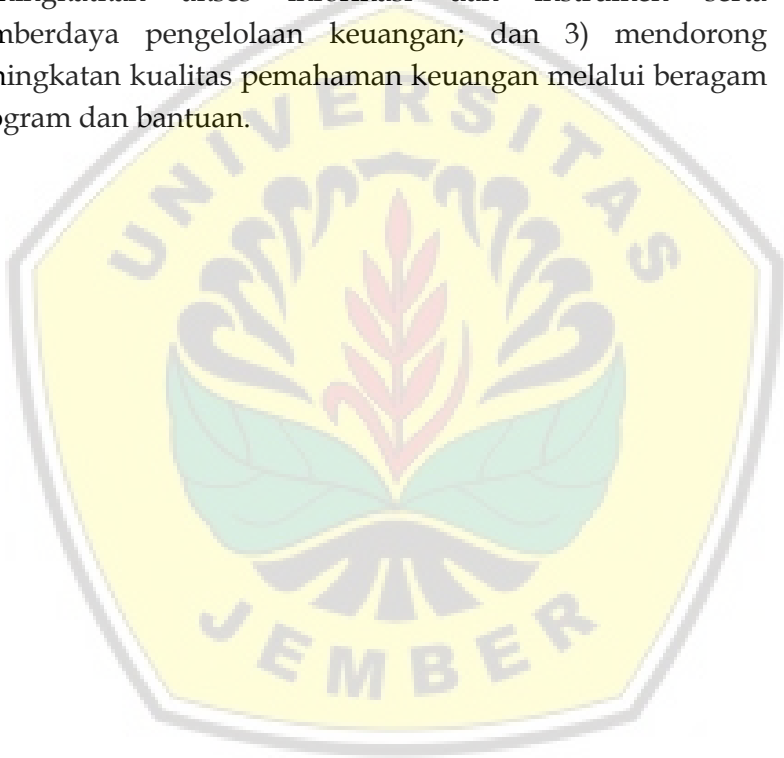 meningkatkan akses informasi dan instrumen serta
mberdaya pengelolaan keuangan; dan 3) mendorong
ningkatan kualitas pemahaman keuangan melalui beragam
ogram dan bantuan.
UNIVERSITAS
JEMBER